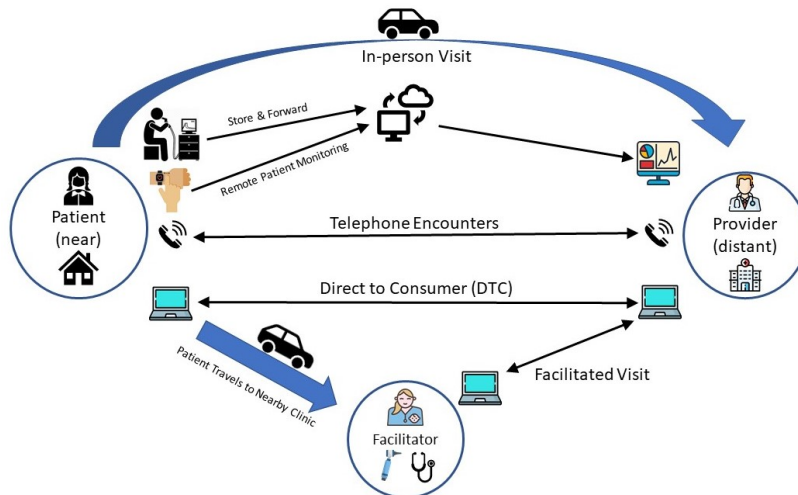 In-person Visit
Store & Forward
Remote Patient Monitoring
Patient
(near)
Telephone Encounters
Provider
(distant)
Direct to Consumer (DTC)
Patient Travels to Nearby Clinic
Facilitated Visit
Facilitator